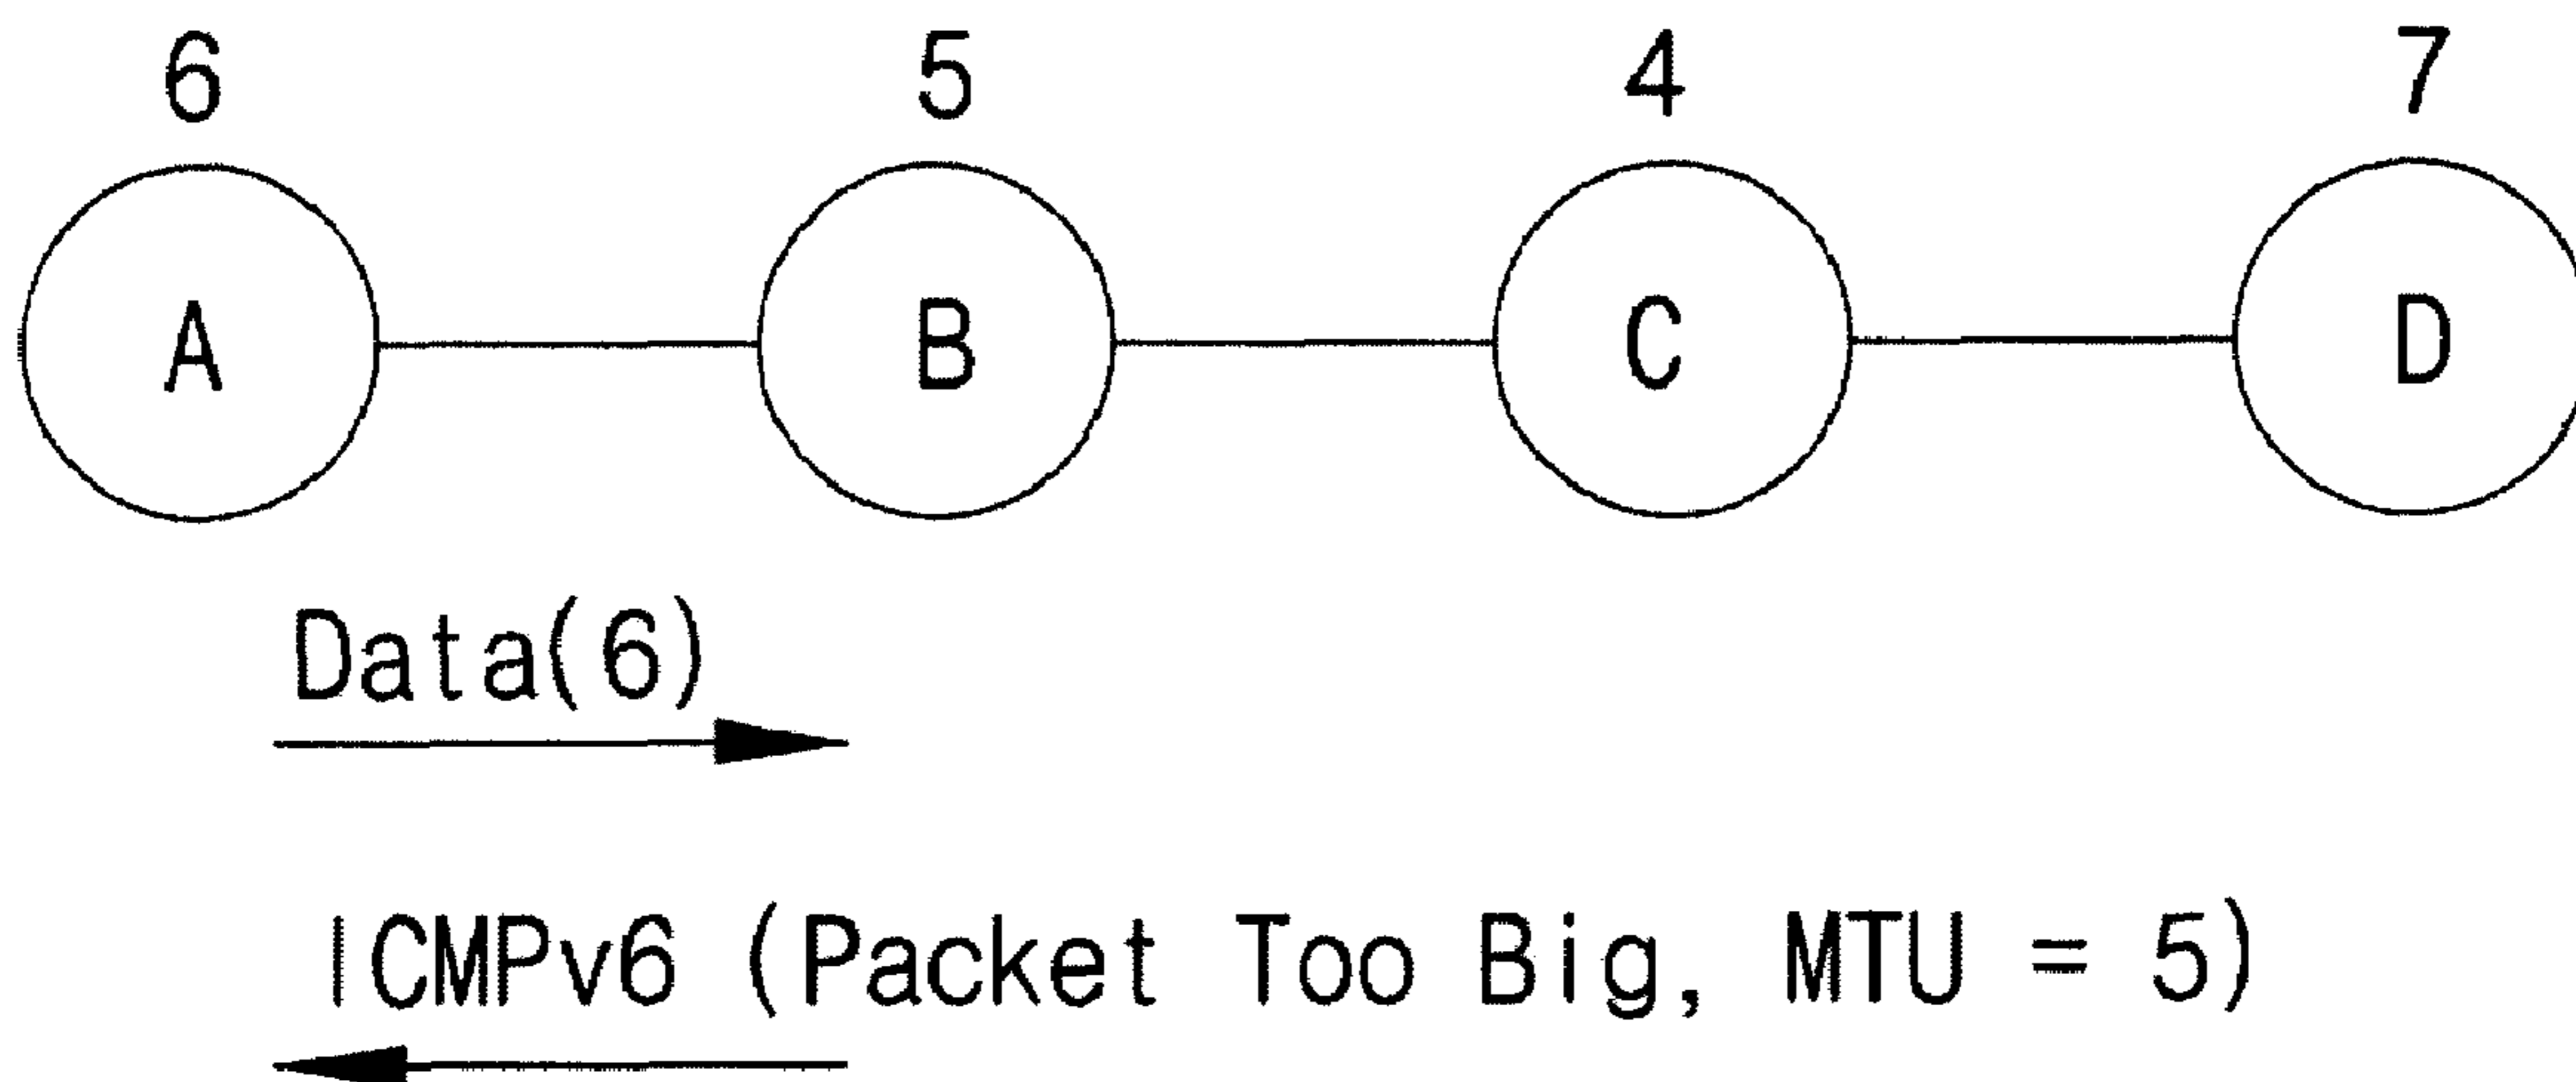 6 5 4 7
A B C D
Data(6)
ICMPv6 (Packet Too Big, MTU = 5)